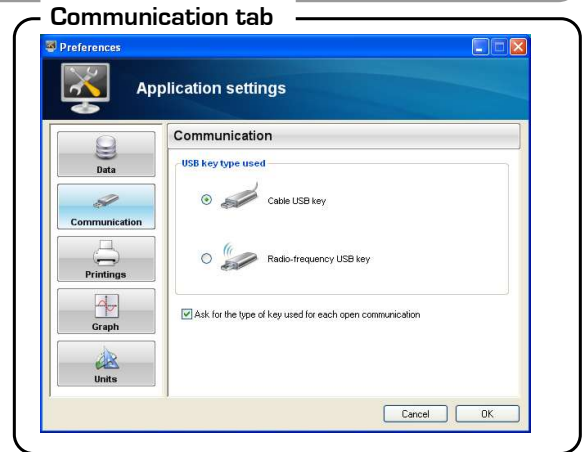 Communication tab
Preferences
Application settings
Data
Communication
Printings
Graph
Units
Communication
USB key type used
Cable USB key
Radio-frequency USB key
Ask for the type of key used for each open communication
Cancel
OK